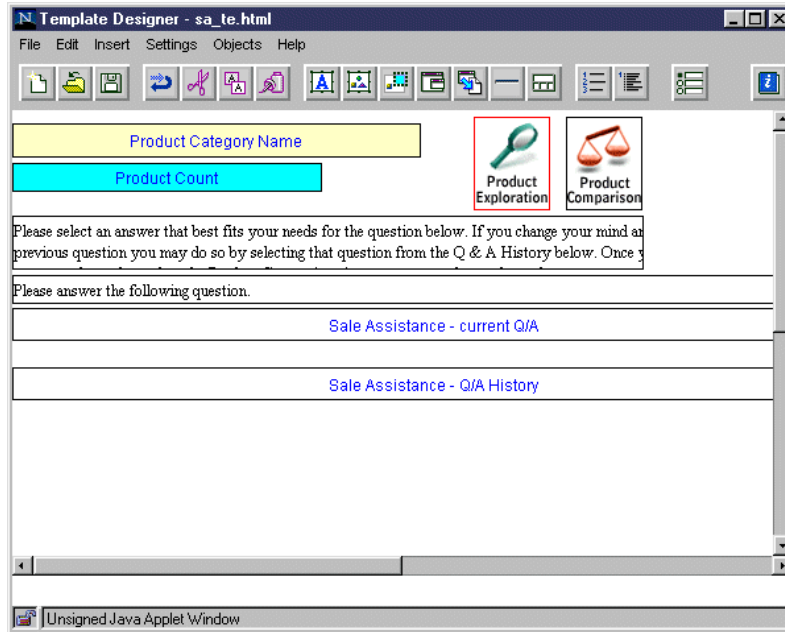 Template Designer - sa_te.html
File Edit Insert Settings Objects Help
Product Category Name
Product Count
Product
Exploration
Product
Comparison
Please select an answer that best fits your needs for the question below. If you change your mind
previous question you may do so by selecting that question from the Q & A History below. Once
Please answer the following question.
Sale Assistance - current Q/A
Sale Assistance - Q/A History
Unsigned Java Applet Window